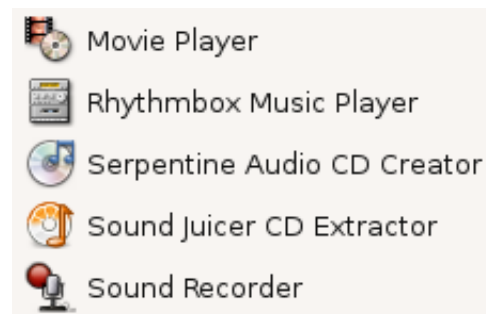 Movie Player
Rhythmbox Music Player
Serpentine Audio CD Creator
Sound Juicer CD Extractor
Sound Recorder